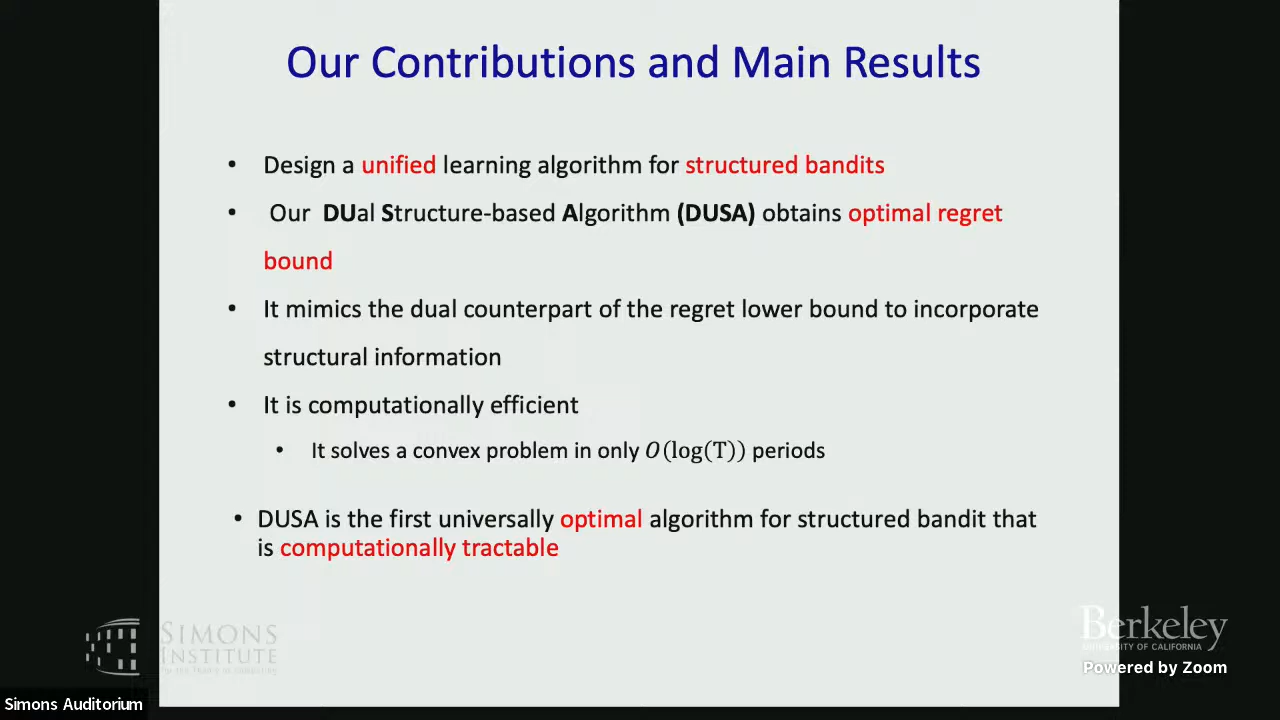 Our Contributions and Main Results
• Design a unified learning algorithm for structured bandits
• Our DUal Structure-based Algorithm (DUSA) obtains optimal regret
bound
• It mimics the dual counterpart of the regret lower bound to incorporate
structural information
• It is computationally efficient
• It solves a convex problem in only O(log(T)) periods
• DUSA is the first universally optimal algorithm for structured bandit that
is computationally tractable
SIMONS
INSTITUTE
Berkeley
UNIVERSITY OF CALIFORNIA
Powered by Zoom
Simons Auditorium